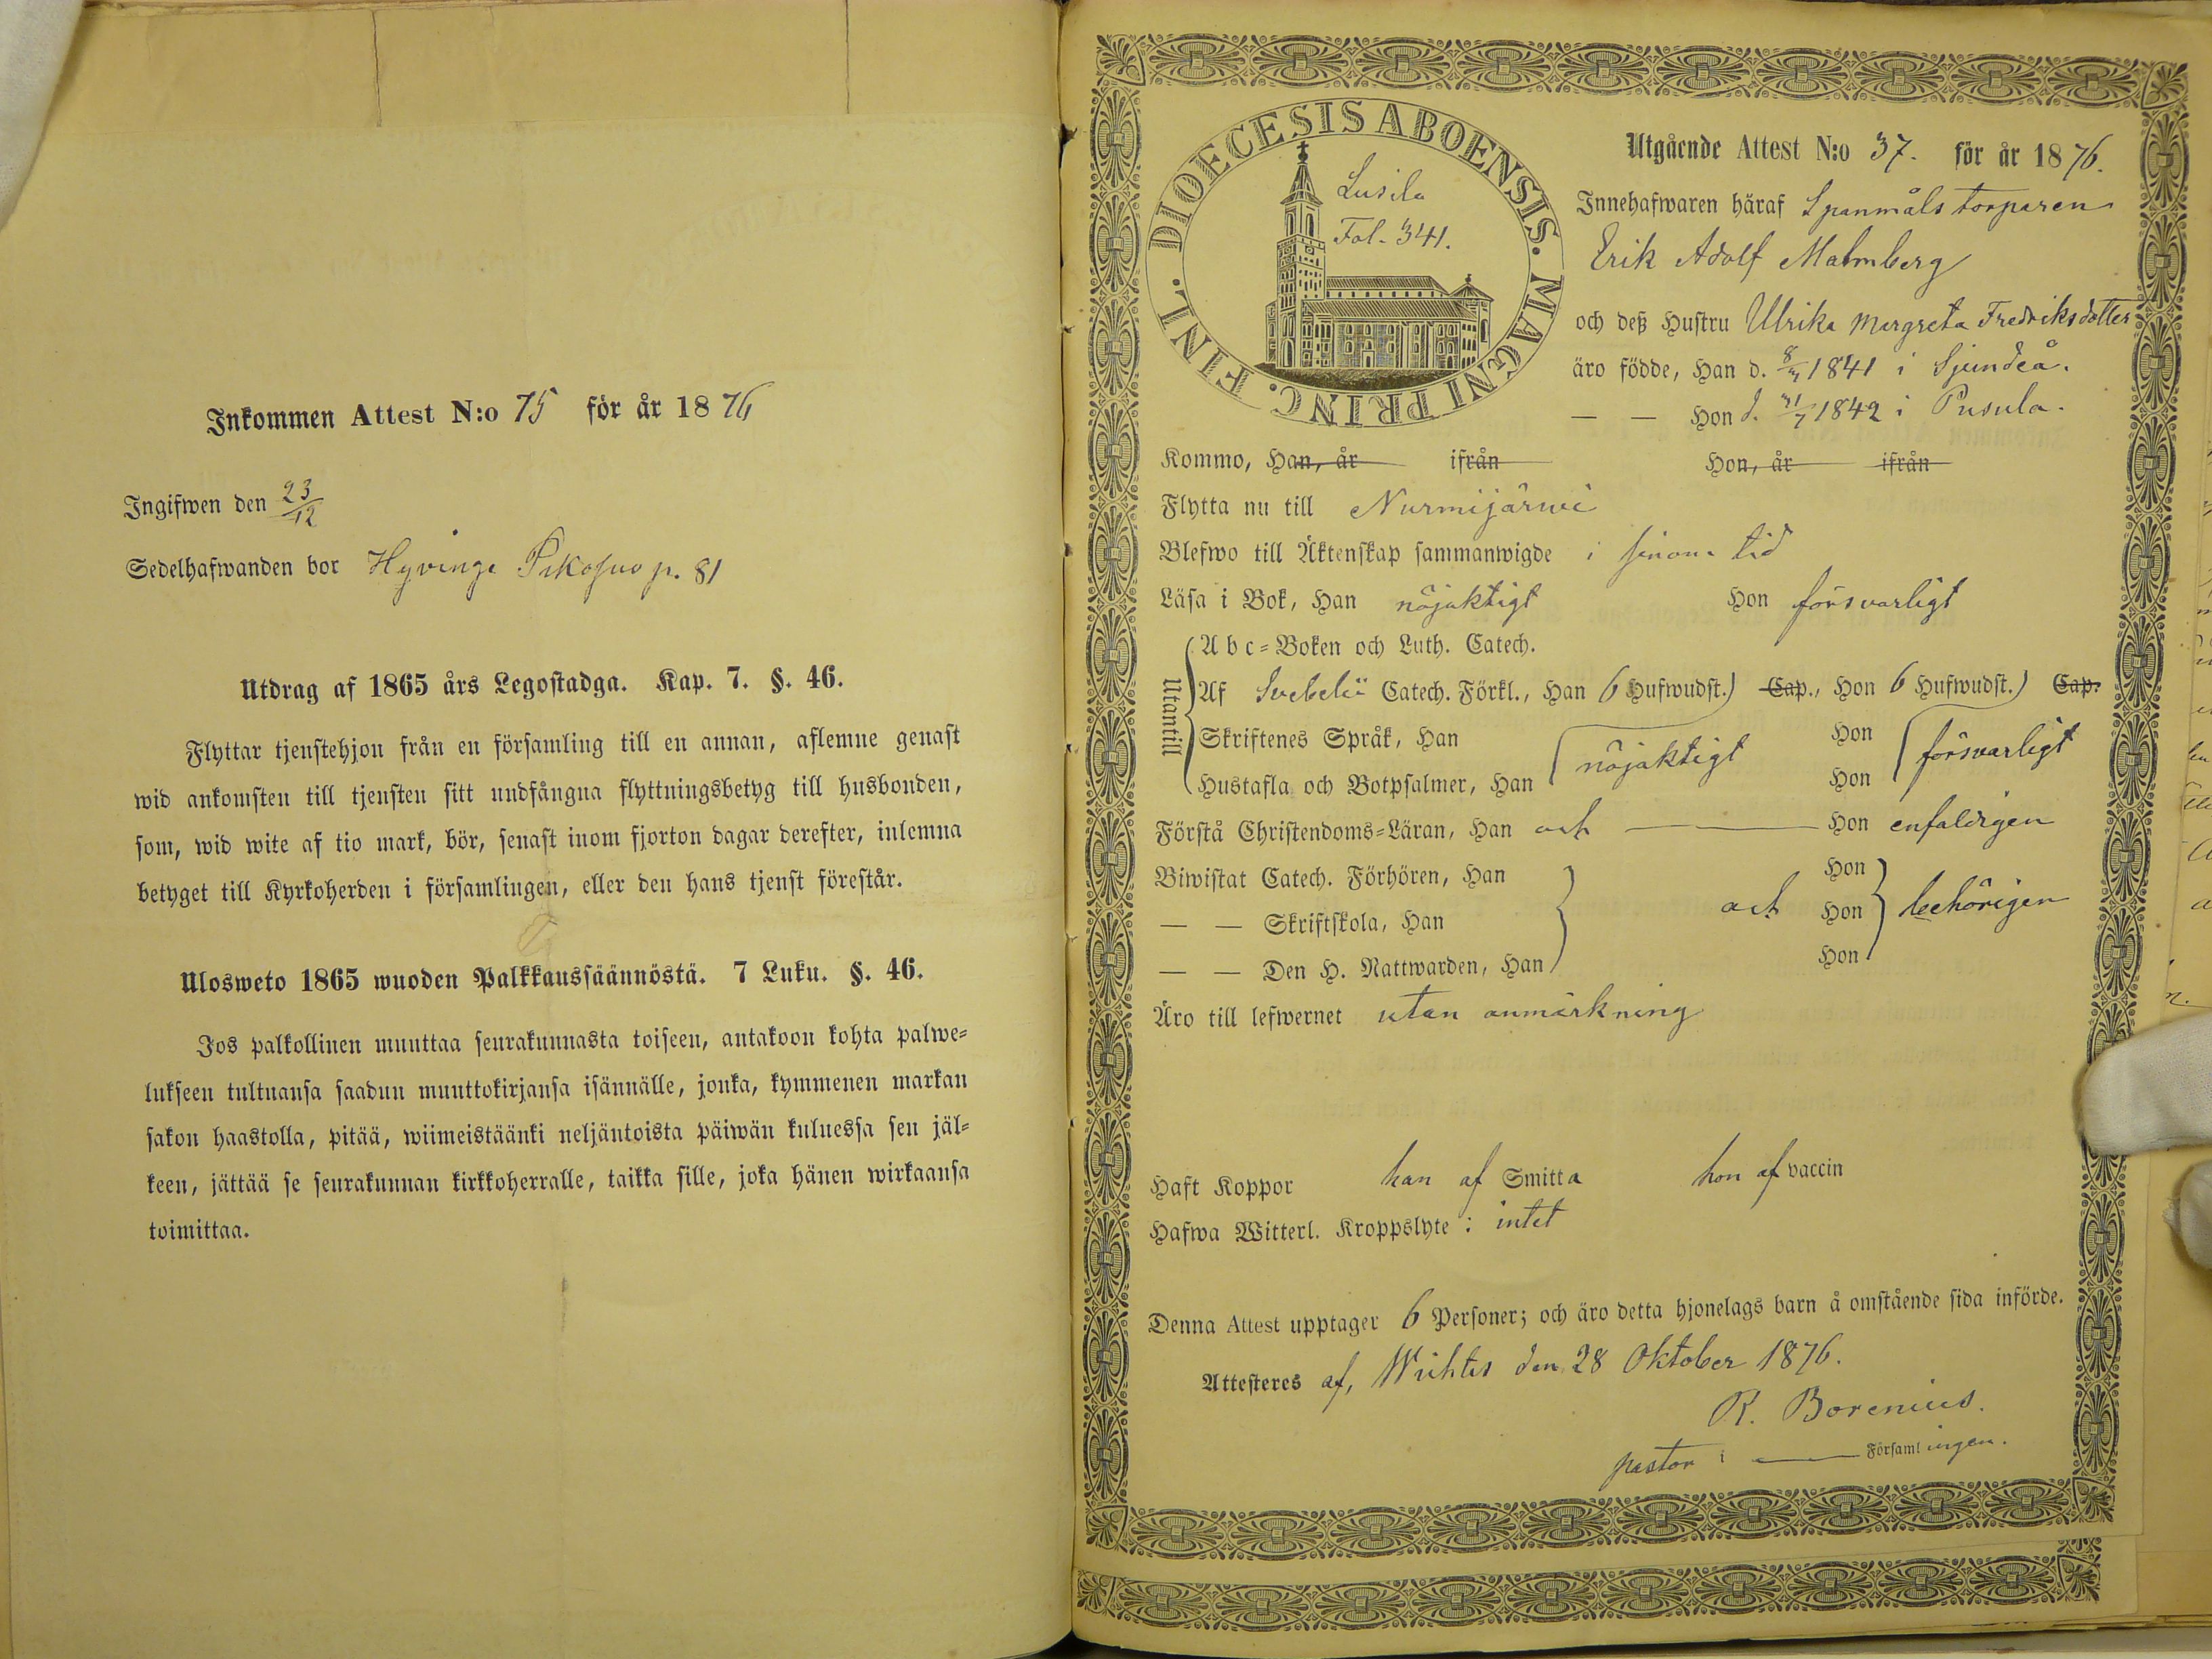 Inkommen Attest N:o 75 för år 1876
Ingifwen den 23/12
Sedelhafwanden bor Hyvinge p. 81
Utdrag af 1865 års Legostadga. Kap. 7. §. 46.
Flyttar tjenstehjon från en församling till en annan, aflemne genast
wid ankomsten till tjensten sitt undfångna flyttningsbetyg till husbonden,
som, wid wite af tio mark, bör, senast inom fjorton dagar derefter, inlemna
betyget till Kyrkoherden i församlingen, eller den hans tjenst förestår.
Ulosweto 1865 wuoden Palkkaussäännöstä. 7 Luku. §. 46.
Jos palkollinen muuttaa seurakunnasta toiseen, antakoon kohta palwe=
lukseen tultuansa saadun muuttokirjansa isännälle, jonka, kymmenen markan
sakon haastolla, pitää, wiimeistäänki neljäntoista päiwän kuluessa sen jäl=
keen, jättää se seurakunnan kirkkoherralle, taikka sille, joka hänen wirkaansa
toimittaa.
DIOECESIS ABOENSIS. MAGNI PRINC. FINL.
Lusila
Fol. 341.
Utgående Attest N:o 37. för år 1876.
Innehafwaren häraf Spanmåls torparen
Erik Adolf Malmberg
och deß Hustru Ulrika Margreta Fredriksdotter
äro födde, Han d. 1841 i Sjundeå.
— — Hon d. 31/7 1842 i Pusula.
Kommo, Han, år ifrån Hon, år ifrån
Flytta nu till Nurmijärwi
Blefwo till Äktenskap sammanwigde i sinom tid
Läsa i Bok, Han nöjaktigt Hon försvarligt
Utantill
A b c=Boken och Luth. Catech.
Af Svebelii Catech. Förkl., Han 6 Hufwudst.) Cap., Hon 6 Hufwudst.) Cap.
Skriftenes Språk, Han nöjaktigt Hon försvarligt
Hustafla och Botpsalmer, Han Hon
Förstå Christendoms=Läran, Han och — Hon enfaldigen
Biwistat Catech. Förhören, Han Hon
— — Skriftskola, Han och Hon behörigen
— — Den H. Nattwarden, Han Hon
Äro till lefwernet utan anmärkning
Haft Koppor han af Smitta hon af vaccin
Hafwa Witterl. Kroppslyte : intet
Denna Attest upptager 6 Personer; och äro detta hjonelags barn å omstående sida införde.
Attesteres af, Wichtis den 28 Oktober 1876.
R. Borenius.
pastor i — Församlingen.